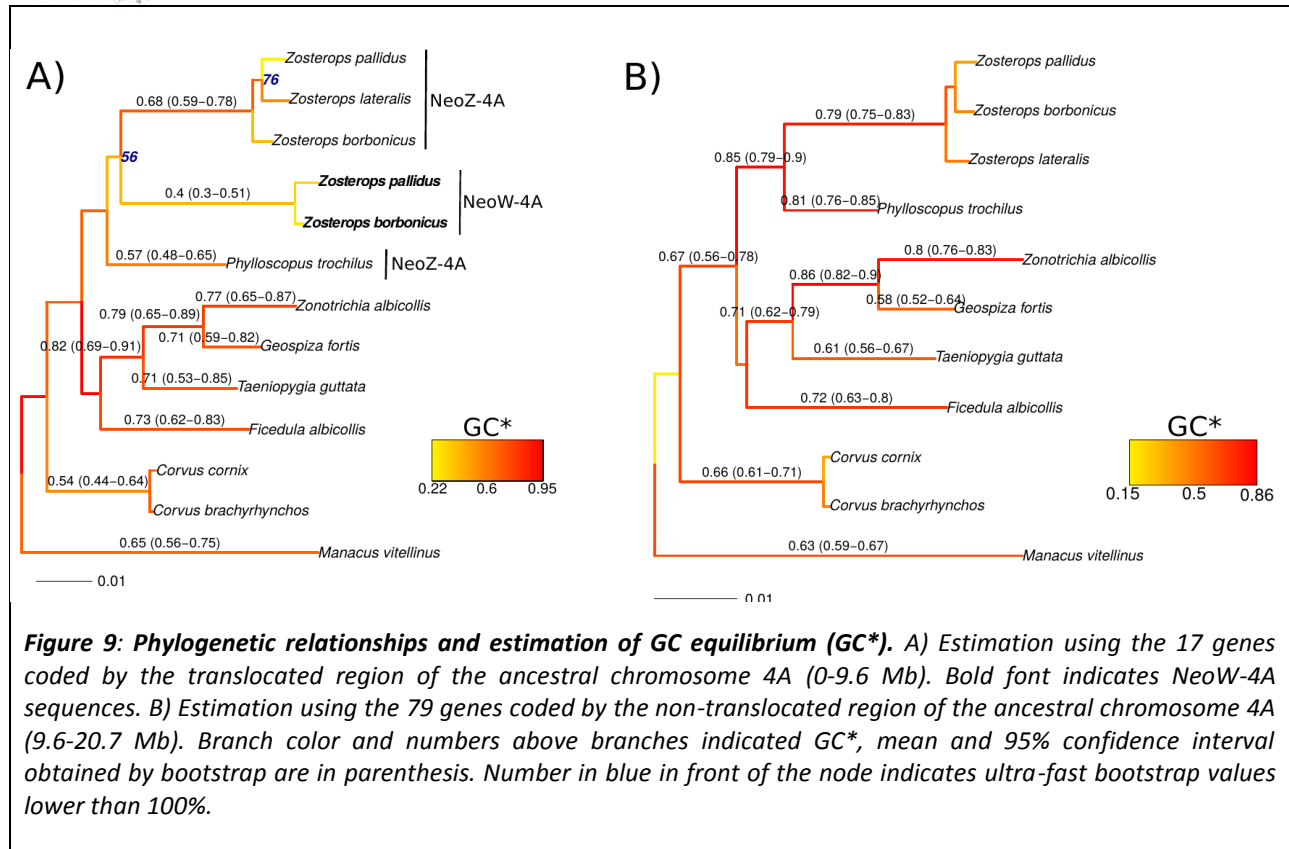 A)
Zosterops pallidus
76
Zosterops lateralis
NeoZ-4A
0.68 (0.59−0.78)
Zosterops borbonicus
56
Zosterops pallidus
0.4 (0.3−0.51)
NeoW-4A
Zosterops borbonicus
0.57 (0.48−0.65)
Phylloscopus trochilus
NeoZ-4A
0.77 (0.65−0.87)
Zonotrichia albicollis
0.79 (0.65−0.89)
0.71 (0.59−0.82)
Geospiza fortis
0.82 (0.69−0.91)
0.71 (0.53−0.85)
Taeniopygia guttata
0.73 (0.62−0.83)
Ficedula albicollis
GC*
0.22 0.6 0.95
Corvus cornix
0.54 (0.44−0.64)
Corvus brachyrhynchos
0.65 (0.56−0.75)
Manacus vitellinus
0.01
B)
Zosterops pallidus
0.79 (0.75−0.83)
Zosterops borbonicus
0.85 (0.79−0.9)
Zosterops lateralis
0.81 (0.76−0.85)
Phylloscopus trochilus
0.67 (0.56−0.78)
0.8 (0.76−0.83)
Zonotrichia albicollis
0.86 (0.82−0.9)
0.58 (0.52−0.64)
Geospiza fortis
0.71 (0.62−0.79)
0.61 (0.56−0.67)
Taeniopygia guttata
0.72 (0.63−0.8)
Ficedula albicollis
GC*
0.15 0.5 0.86
Corvus cornix
0.66 (0.61−0.71)
Corvus brachyrhynchos
0.63 (0.59−0.67)
Manacus vitellinus
0.01
Figure 9: Phylogenetic relationships and estimation of GC equilibrium (GC*). A) Estimation using the 17 genes
coded by the translocated region of the ancestral chromosome 4A (0-9.6 Mb). Bold font indicates NeoW-4A
sequences. B) Estimation using the 79 genes coded by the non-translocated region of the ancestral chromosome 4A
(9.6-20.7 Mb). Branch color and numbers above branches indicated GC*, mean and 95% confidence interval
obtained by bootstrap are in parenthesis. Number in blue in front of the node indicates ultra-fast bootstrap values
lower than 100%.